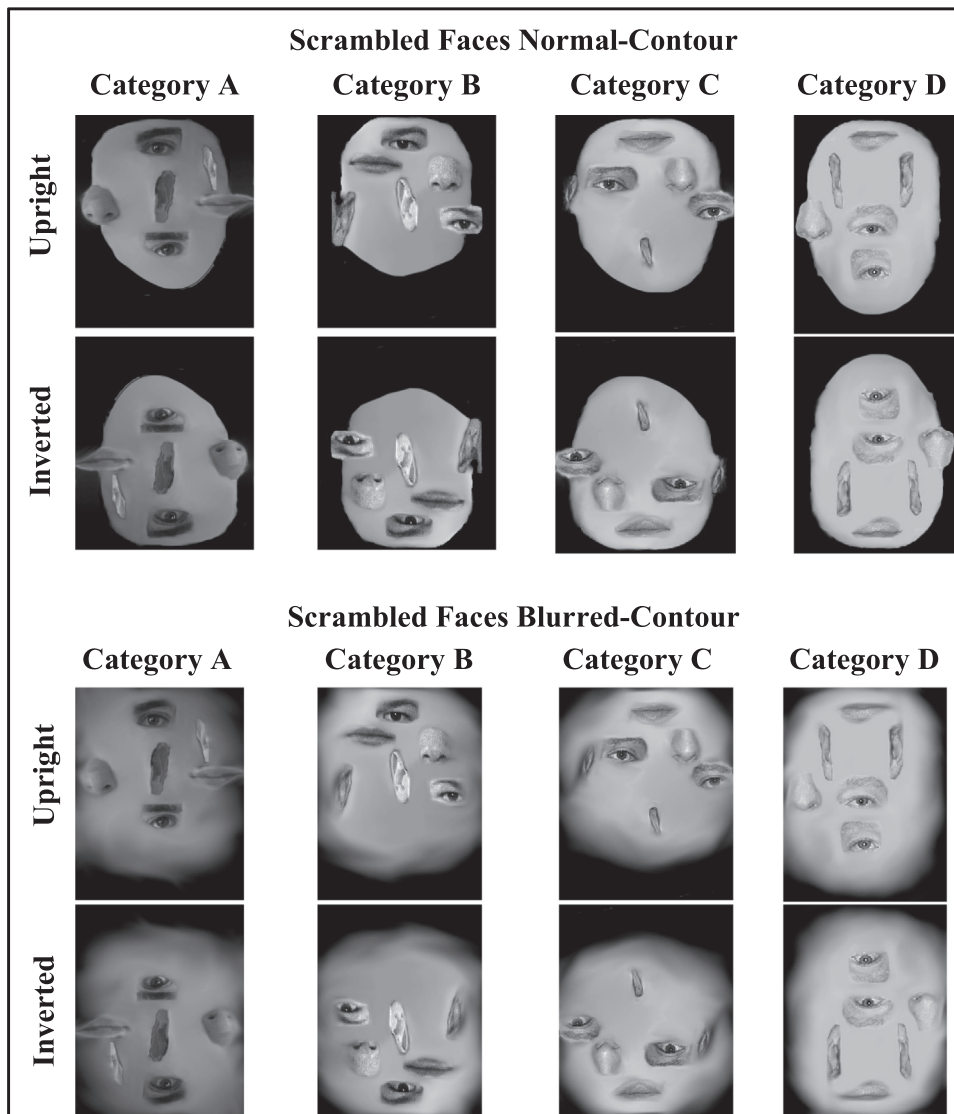 Scrambled Faces Normal-Contour
Category A Category B Category C Category D
Upright
Inverted
Scrambled Faces Blurred-Contour
Category A Category B Category C Category D
Upright
Inverted